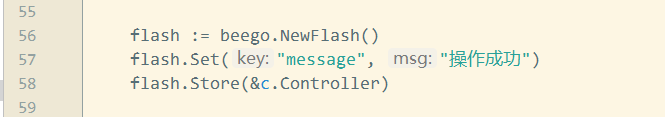 55
56 flash := beego.NewFlash()
57 flash.Set( key: "message", msg: "操作成功")
58 flash.Store(&c.Controller)
59